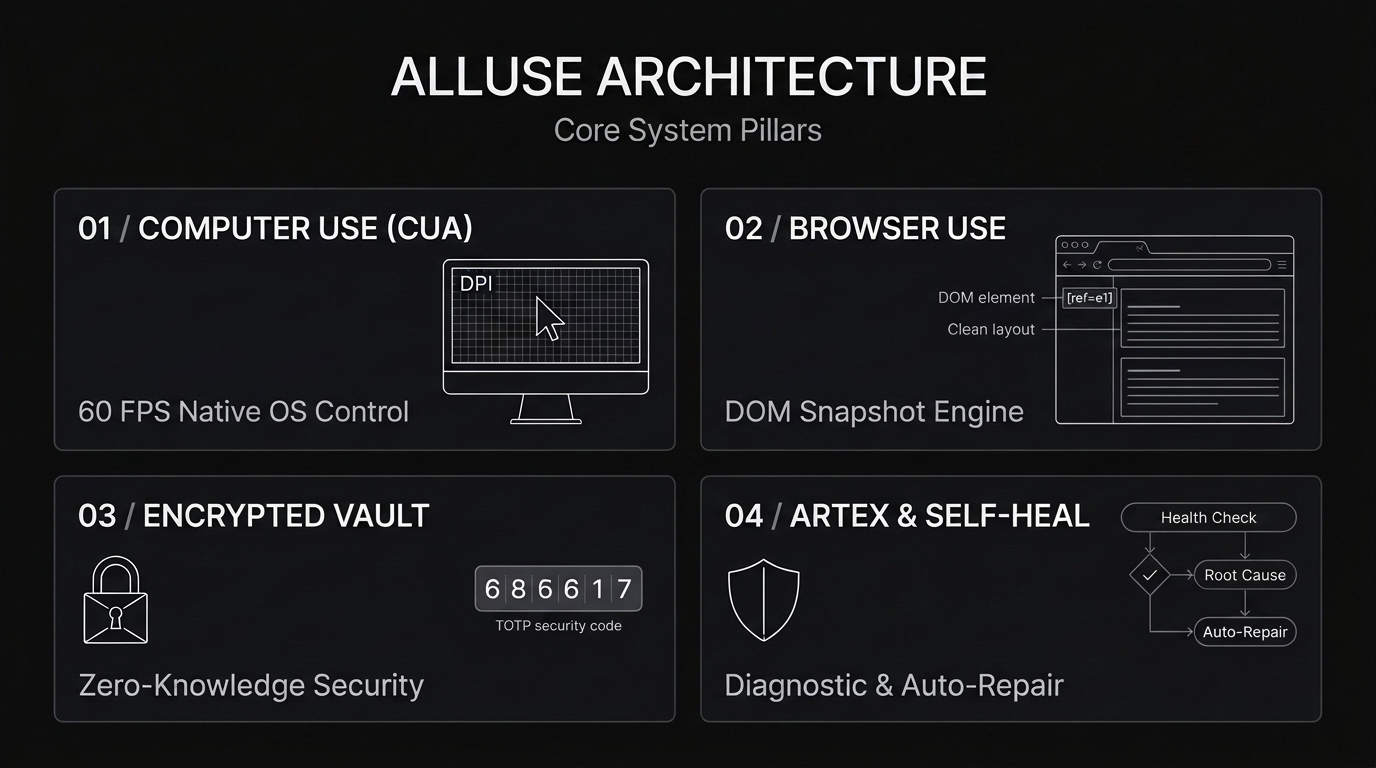 ALLUSE ARCHITECTURE
Core System Pillars
01 / COMPUTER USE (CUA)
DPI
60 FPS Native OS Control
02 / BROWSER USE
DOM element
[ref=e1]
Clean layout
DOM Snapshot Engine
03 / ENCRYPTED VAULT
686617
TOTP security code
Zero-Knowledge Security
04 / ARTEX & SELF-HEAL
Health Check
Root Cause
Auto-Repair
Diagnostic & Auto-Repair